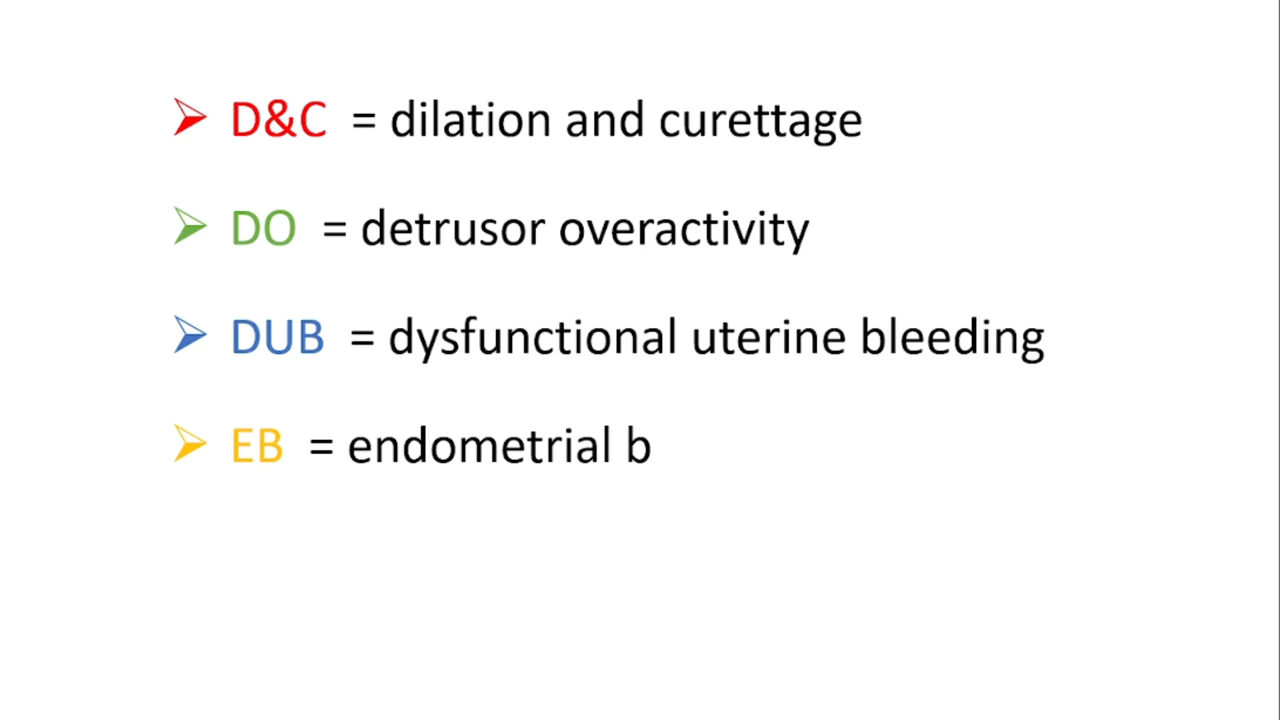 D&C = dilation and curettage
DO = detrusor overactivity
DUB = dysfunctional uterine bleeding
EB = endometrial b